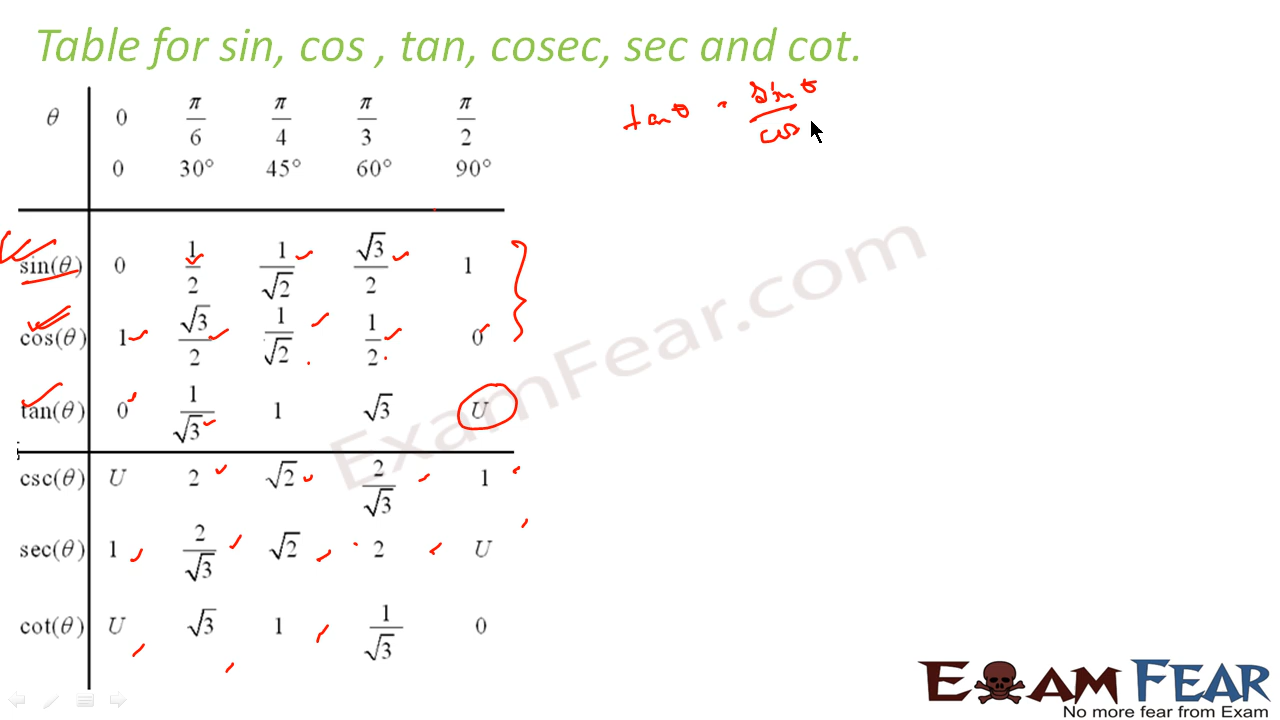 Table for sin, cos , tan, cosec, sec and cot.
θ 0 π/6 π/4 π/3 π/2
0 30° 45° 60° 90°
tanθ = sinθ/cos
sin(θ) 0 1/2 1/√2 √3/2 1
cos(θ) 1 √3/2 1/√2 1/2 0
tan(θ) 0 1/√3 1 √3 U
csc(θ) U 2 √2 2/√3 1
sec(θ) 1 2/√3 √2 2 U
cot(θ) U √3 1 1/√3 0
ExamFear.com
EXAM FEAR
No more fear from Exam